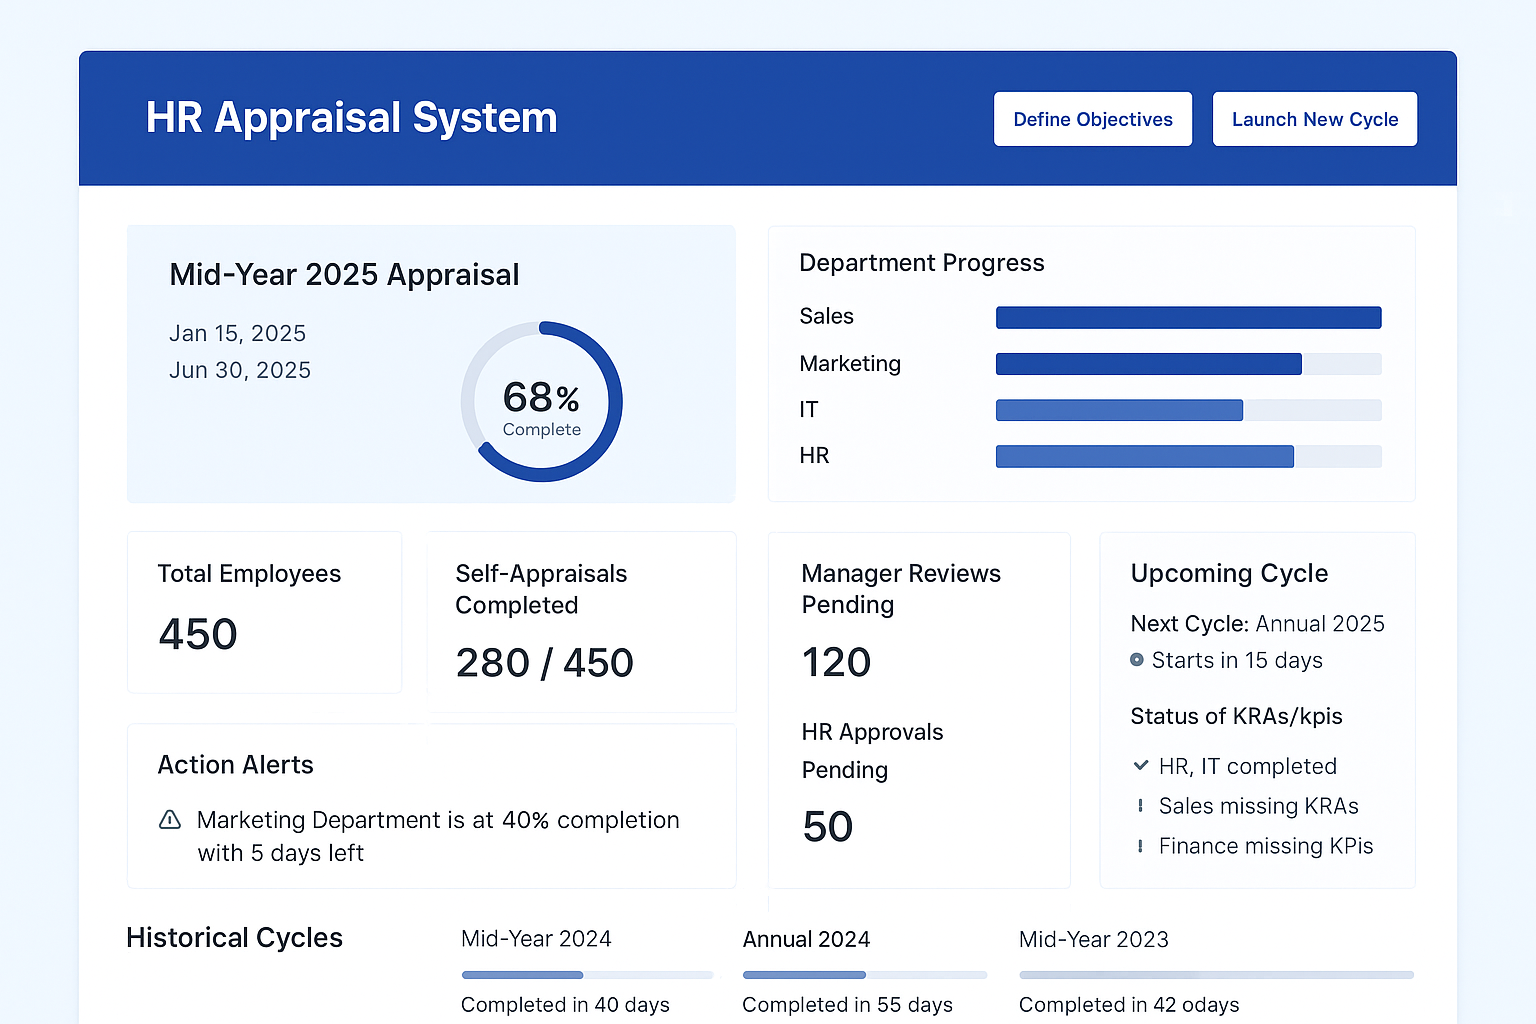 HR Appraisal System
Define Objectives
Launch New Cycle
Mid-Year 2025 Appraisal
Jan 15, 2025
Jun 30, 2025
68%
Complete
Department Progress
Sales
Marketing
IT
HR
Total Employees
450
Self-Appraisals
Completed
280 / 450
Manager Reviews
Pending
120
HR Approvals
Pending
50
Upcoming Cycle
Next Cycle: Annual 2025
Starts in 15 days
Status of KRAs/kpis
HR, IT completed
Sales missing KRAs
Finance missing KPis
Action Alerts
Marketing Department is at 40% completion
with 5 days left
Historical Cycles
Mid-Year 2024
Completed in 40 days
Annual 2024
Completed in 55 days
Mid-Year 2023
Completed in 42 odays